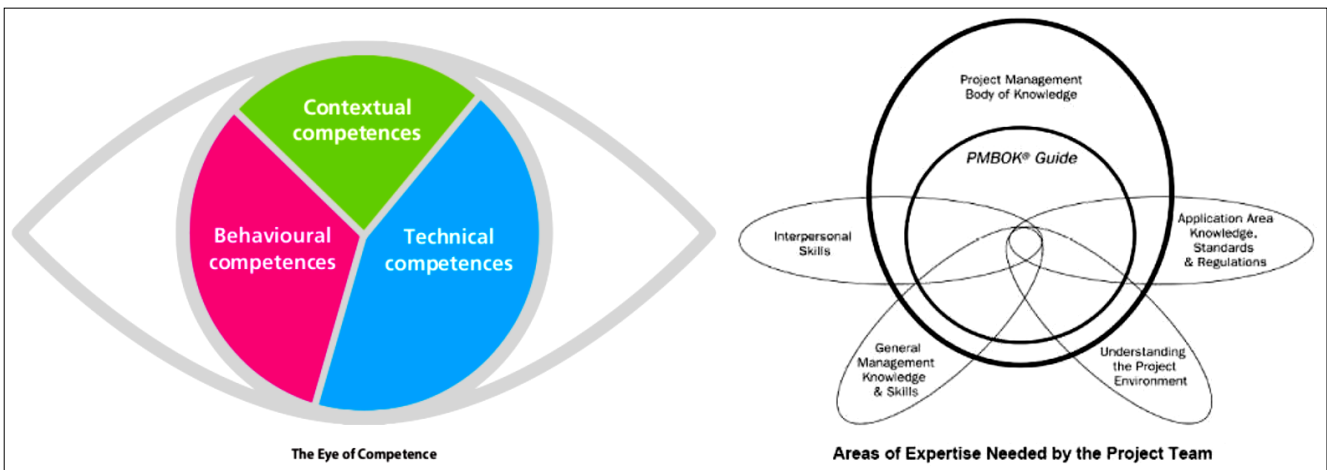 Contextual
competences
Behavioural
competences
Technical
competences
The Eye of Competence
Project Management
Body of Knowledge
PMBOK® Guide
Interpersonal
Skills
Application Area
Knowledge,
Standards
& Regulations
General
Management
Knowledge
& Skills
Understanding
the Project
Environment
Areas of Expertise Needed by the Project Team